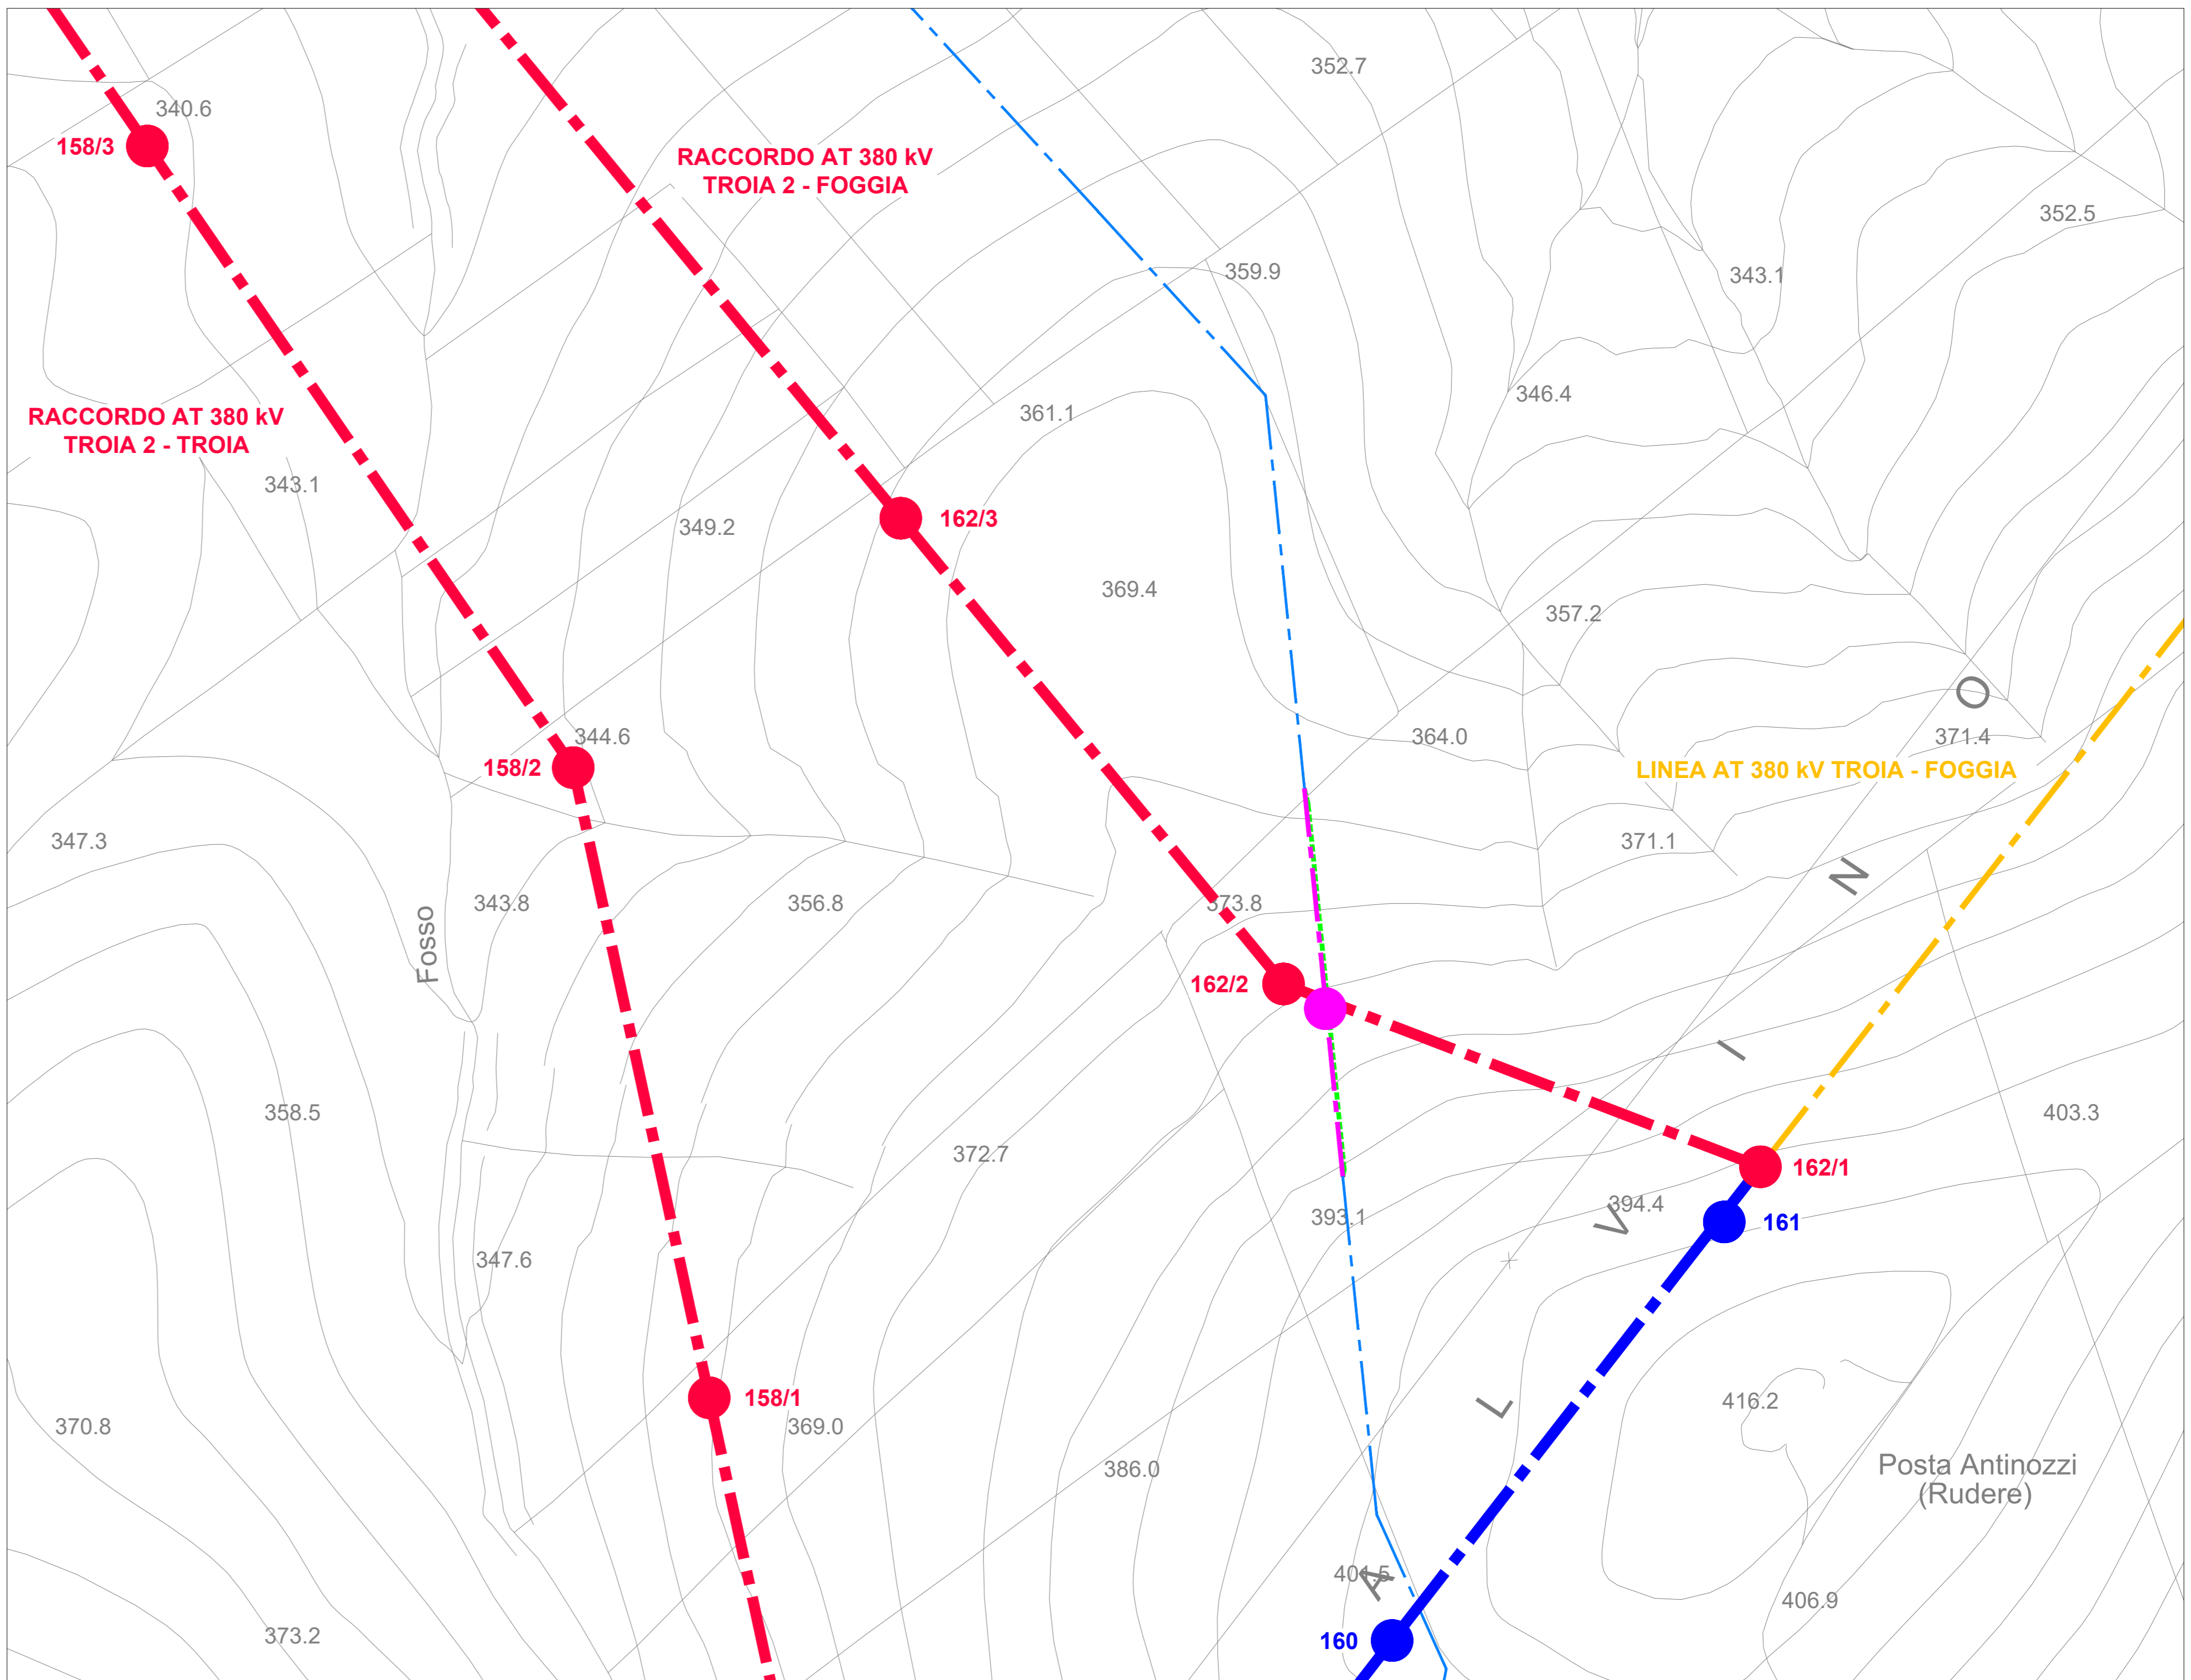 352.7
340.6
158/3
RACCORDO AT 380 kV
TROIA 2 - FOGGIA
352.5
359.9
343.1
346.4
361.1
RACCORDO AT 380 kV
TROIA 2 - TROIA
343.1
349.2
162/3
369.4
357.2
O
344.6
364.0
371.4
158/2
LINEA AT 380 kV TROIA - FOGGIA
347.3
371.1
N
343.8
356.8
373.8
Fosso
162/2
I
358.5
403.3
372.7
162/1
394.4
393.1
V
161
347.6
158/1
L
416.2
370.8
369.0
386.0
Posta Antinozzi
(Rudere)
401.5
A
406.9
373.2
160